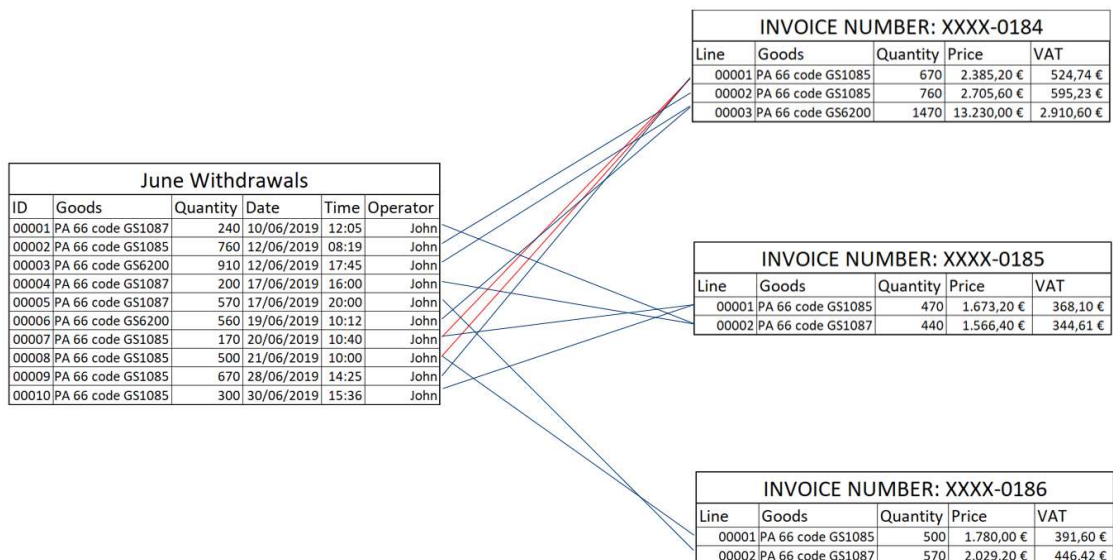 INVOICE NUMBER: XXXX-0184
Line Goods Quantity Price VAT
00001 PA 66 code GS1085 670 2.385,20 € 524,74 €
00002 PA 66 code GS1085 760 2.705,60 € 595,23 €
00003 PA 66 code GS6200 1470 13.230,00 € 2.910,60 €
June Withdrawals
ID Goods Quantity Date Time Operator
00001 PA 66 code GS1087 240 10/06/2019 12:05 John
00002 PA 66 code GS1085 760 12/06/2019 08:19 John
00003 PA 66 code GS6200 910 12/06/2019 17:45 John
00004 PA 66 code GS1087 200 17/06/2019 16:00 John
00005 PA 66 code GS1087 570 17/06/2019 20:00 John
00006 PA 66 code GS6200 560 19/06/2019 10:12 John
00007 PA 66 code GS1085 170 20/06/2019 10:40 John
00008 PA 66 code GS1085 500 21/06/2019 10:00 John
00009 PA 66 code GS1085 670 28/06/2019 14:25 John
00010 PA 66 code GS1085 300 30/06/2019 15:36 John
INVOICE NUMBER: XXXX-0185
Line Goods Quantity Price VAT
00001 PA 66 code GS1085 470 1.673,20 € 368,10 €
00002 PA 66 code GS1087 440 1.566,40 € 344,61 €
INVOICE NUMBER: XXXX-0186
Line Goods Quantity Price VAT
00001 PA 66 code GS1085 500 1.780,00 € 391,60 €
00002 PA 66 code GS1087 570 2.029,20 € 446,42 €